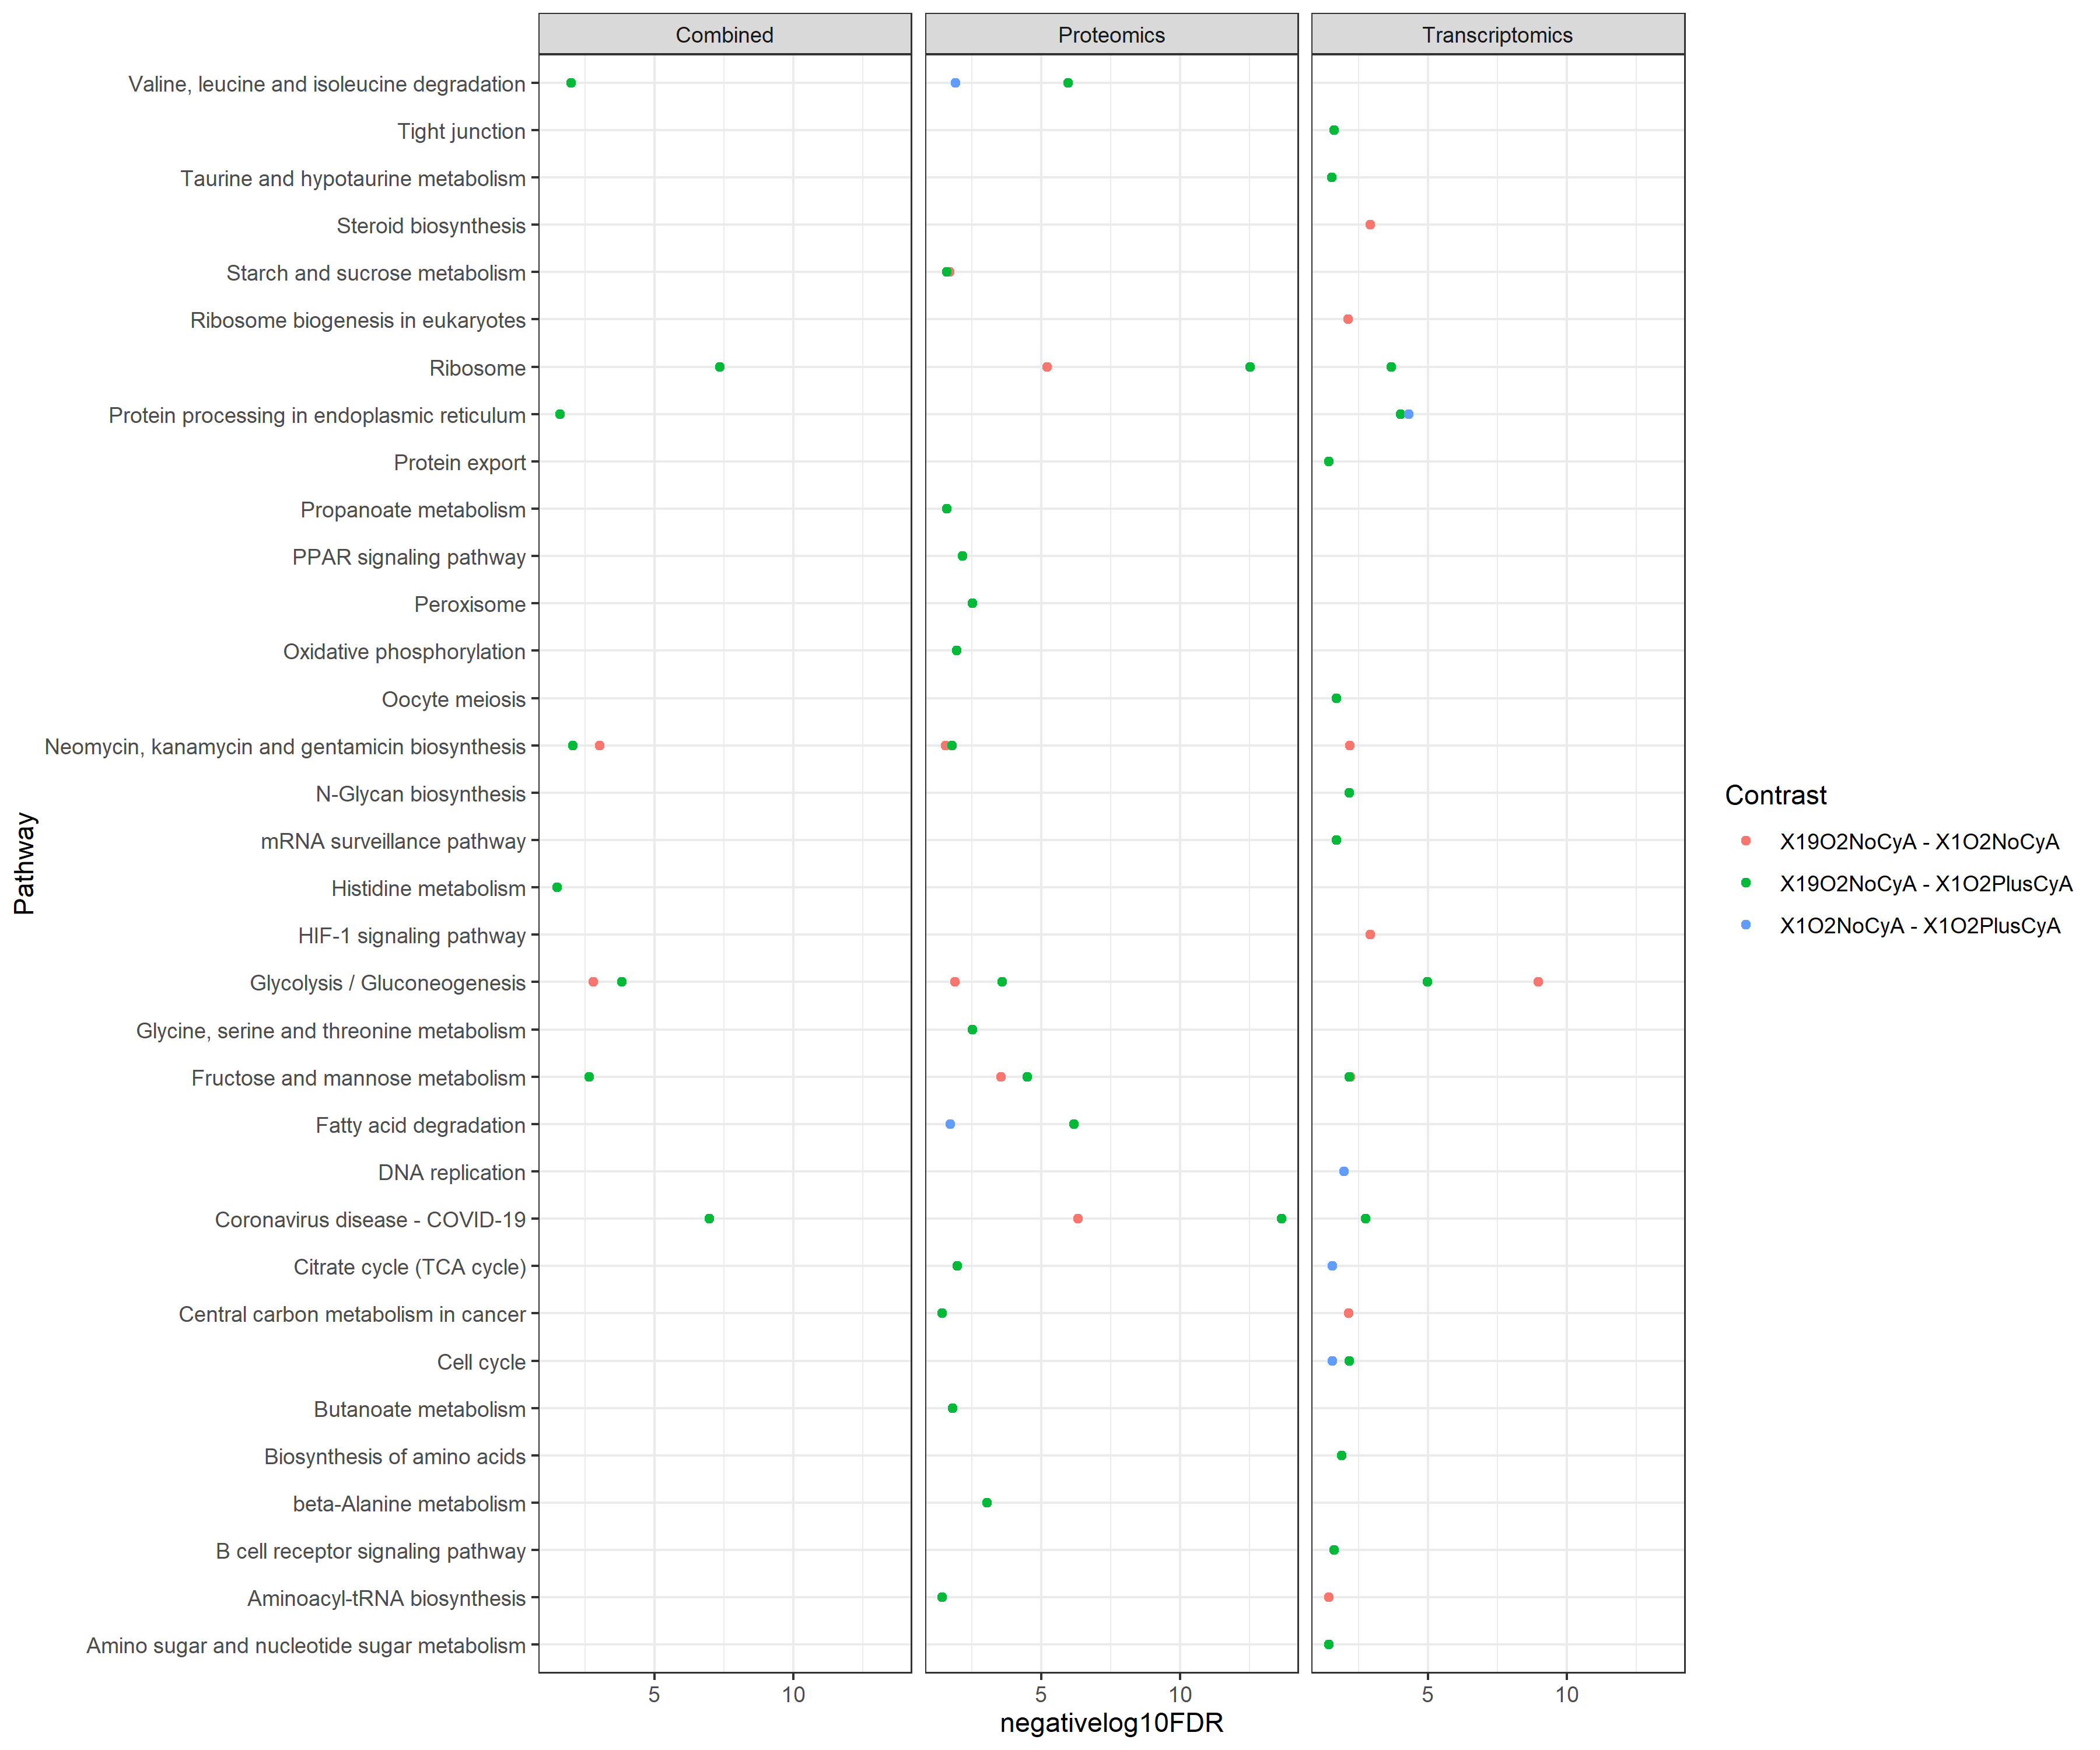 Combined
Proteomics
Transcriptomics
Valine, leucine and isoleucine degradation
Tight junction
Taurine and hypotaurine metabolism
Steroid biosynthesis
Starch and sucrose metabolism
Ribosome biogenesis in eukaryotes
Ribosome
Protein processing in endoplasmic reticulum
Protein export
Propanoate metabolism
PPAR signaling pathway
Peroxisome
Oxidative phosphorylation
Oocyte meiosis
Neomycin, kanamycin and gentamicin biosynthesis
N-Glycan biosynthesis
mRNA surveillance pathway
Histidine metabolism
HIF-1 signaling pathway
Glycolysis / Gluconeogenesis
Glycine, serine and threonine metabolism
Fructose and mannose metabolism
Fatty acid degradation
DNA replication
Coronavirus disease - COVID-19
Citrate cycle (TCA cycle)
Central carbon metabolism in cancer
Cell cycle
Butanoate metabolism
Biosynthesis of amino acids
beta-Alanine metabolism
B cell receptor signaling pathway
Aminoacyl-tRNA biosynthesis
Amino sugar and nucleotide sugar metabolism
Pathway
5 10 5 10 5 10
negativelog10FDR
Contrast
X19O2NoCyA - X1O2NoCyA
X19O2NoCyA - X1O2PlusCyA
X1O2NoCyA - X1O2PlusCyA